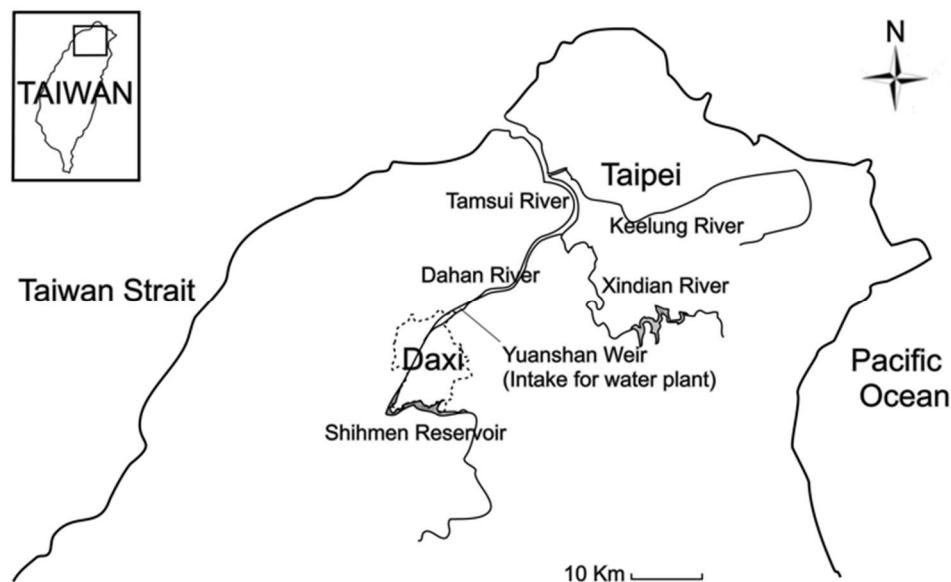 TAIWAN
N
Taipei
Tamsui River
Keelung River
Dahan River
Xindian River
Taiwan Strait
Yuanshan Weir
(Intake for water plant)
Daxi
Pacific
Ocean
Shihmen Reservoir
10 Km